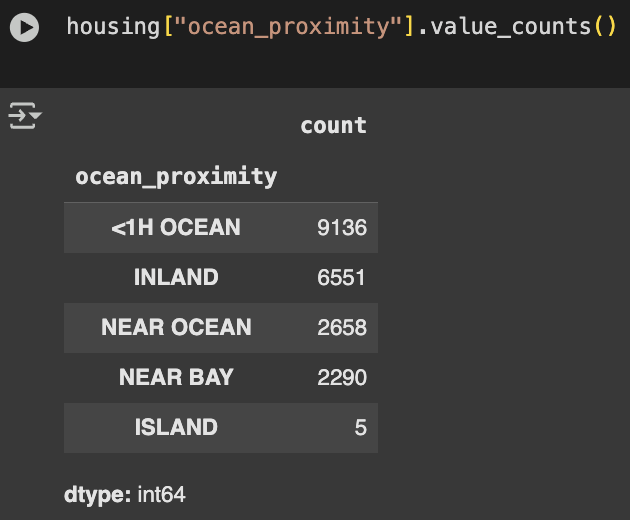 housing["ocean_proximity"].value_counts()
count
ocean_proximity
<1H OCEAN 9136
INLAND 6551
NEAR OCEAN 2658
NEAR BAY 2290
ISLAND 5
dtype: int64